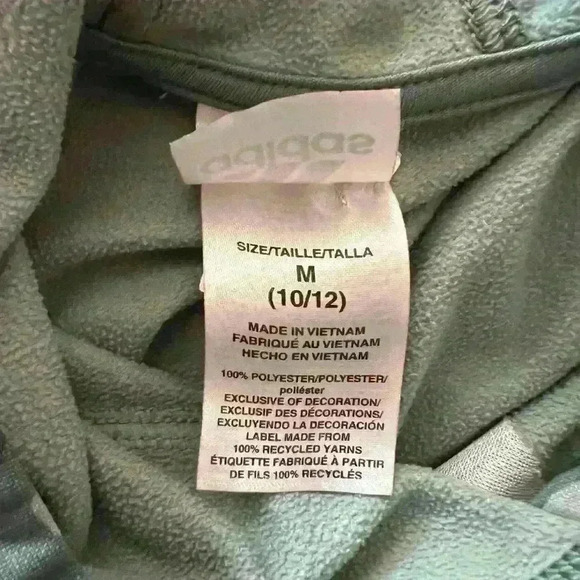 adidas
SIZE/TAILLE/TALLA
M
(10/12)
MADE IN VIETNAM
FABRIQUÉ AU VIETNAM
HECHO EN VIETNAM
100% POLYESTER/POLYESTER/
poliéster
EXCLUSIVE OF DECORATION/
EXCLUSIF DES DÉCORATIONS/
EXCLUYENDO LA DECORACIÓN
LABEL MADE FROM
100% RECYCLED YARNS
ÉTIQUETTE FABRIQUÉ À PARTIR
DE FILS 100% RECYCLÉS